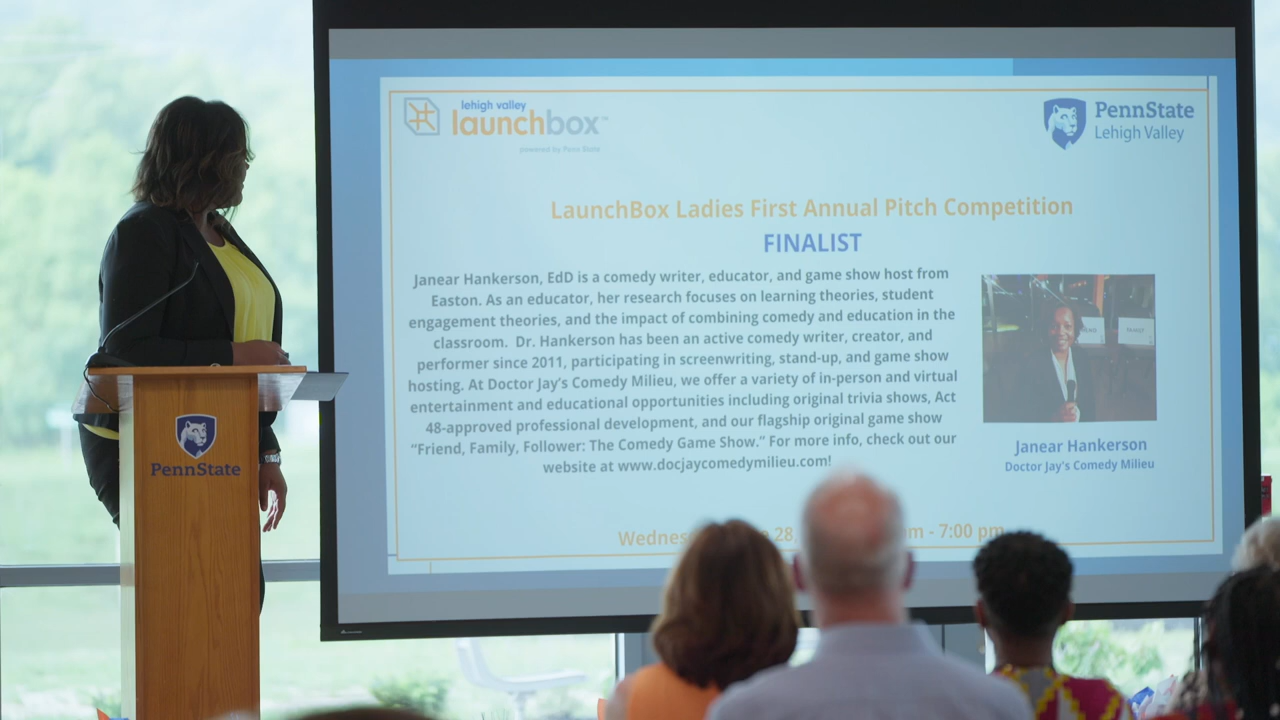 lehigh valley
launchbox™
powered by Penn State
PennState
Lehigh Valley
LaunchBox Ladies First Annual Pitch Competition
FINALIST
Janear Hankerson, EdD is a comedy writer, educator, and game show host from
Easton. As an educator, her research focuses on learning theories, student
engagement theories, and the impact of combining comedy and education in the
classroom. Dr. Hankerson has been an active comedy writer, creator, and
performer since 2011, participating in screenwriting, stand-up, and game show
hosting. At Doctor Jay's Comedy Milieu, we offer a variety of in-person and virtual
entertainment and educational opportunities including original trivia shows, Act
48-approved professional development, and our flagship original game show
"Friend, Family, Follower: The Comedy Game Show." For more info, check out our
website at www.docjaycomedymilieu.com!
Janear Hankerson
Doctor Jay's Comedy Milieu
28, - 7:00 pm
PennState